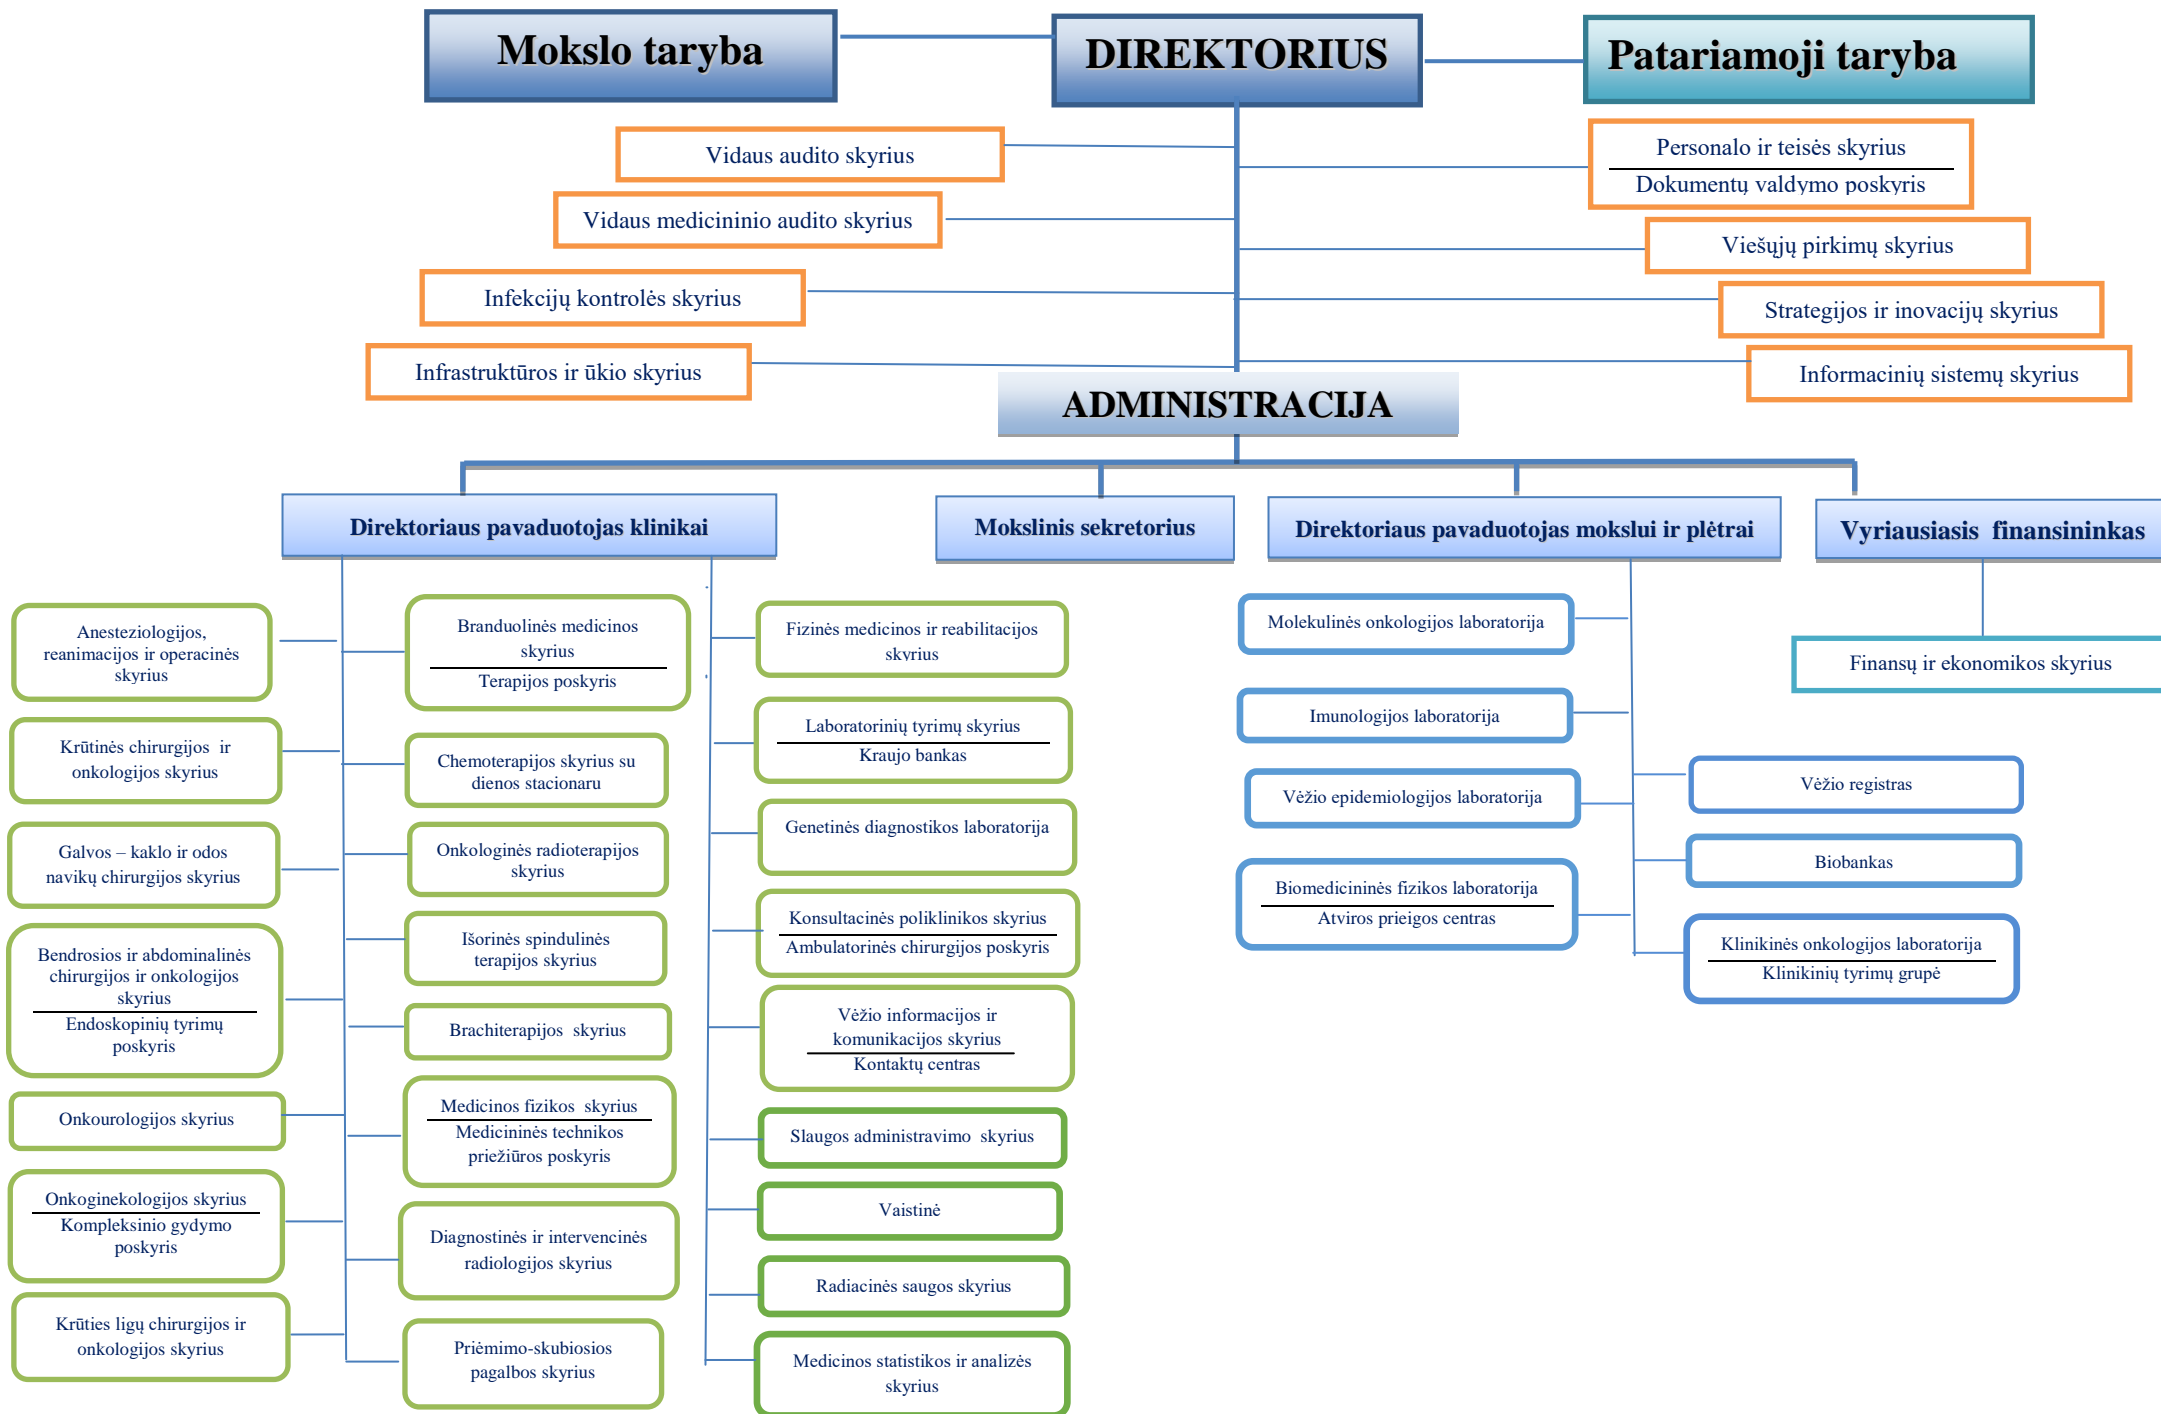 Mokslo taryba
DIREKTORIUS
Patariamoji taryba
Vidaus audito skyrius
Personalo ir teisės skyrius
Dokumentų valdymo poskyris
Vidaus medicininio audito skyrius
Viešųjų pirkimų skyrius
Infekcijų kontrolės skyrius
Strategijos ir inovacijų skyrius
Infrastruktūros ir ūkio skyrius
Informacinių sistemų skyrius
ADMINISTRACIJA
Direktoriaus pavaduotojas klinikai
Mokslinis sekretorius
Direktoriaus pavaduotojas mokslui ir plėtrai
Vyriausiasis finansininkas
Anesteziologijos,
reanimacijos ir operacinės
skyrius
Krūtinės chirurgijos ir
onkologijos skyrius
Galvos – kaklo ir odos
navikų chirurgijos skyrius
Bendrosios ir abdominalinės
chirurgijos ir onkologijos
skyrius
Endoskopinių tyrimų
poskyris
Onkourologijos skyrius
Onkoginekologijos skyrius
Kompleksinio gydymo
poskyris
Krūties ligų chirurgijos ir
onkologijos skyrius
Branduolinės medicinos
skyrius
Terapijos poskyris
Chemoterapijos skyrius su
dienos stacionaru
Onkologinės radioterapijos
skyrius
Išorinės spindulinės
terapijos skyrius
Brachiterapijos skyrius
Medicinos fizikos skyrius
Medicininės technikos
priežiūros poskyris
Diagnostinės ir intervencinės
radiologijos skyrius
Priėmimo-skubiosios
pagalbos skyrius
Fizinės medicinos ir reabilitacijos
skyrius
Laboratorinių tyrimų skyrius
Kraujo bankas
Genetinės diagnostikos laboratorija
Konsultacinės poliklinikos skyrius
Ambulatorinės chirurgijos poskyris
Vėžio informacijos ir
komunikacijos skyrius
Kontaktų centras
Slaugos administravimo skyrius
Vaistinė
Radiacinės saugos skyrius
Medicinos statistikos ir analizės
skyrius
Molekulinės onkologijos laboratorija
Imunologijos laboratorija
Vėžio epidemiologijos laboratorija
Biomedicininės fizikos laboratorija
Atviros prieigos centras
Vėžio registras
Biobankas
Klinikinės onkologijos laboratorija
Klinikinių tyrimų grupė
Finansų ir ekonomikos skyrius